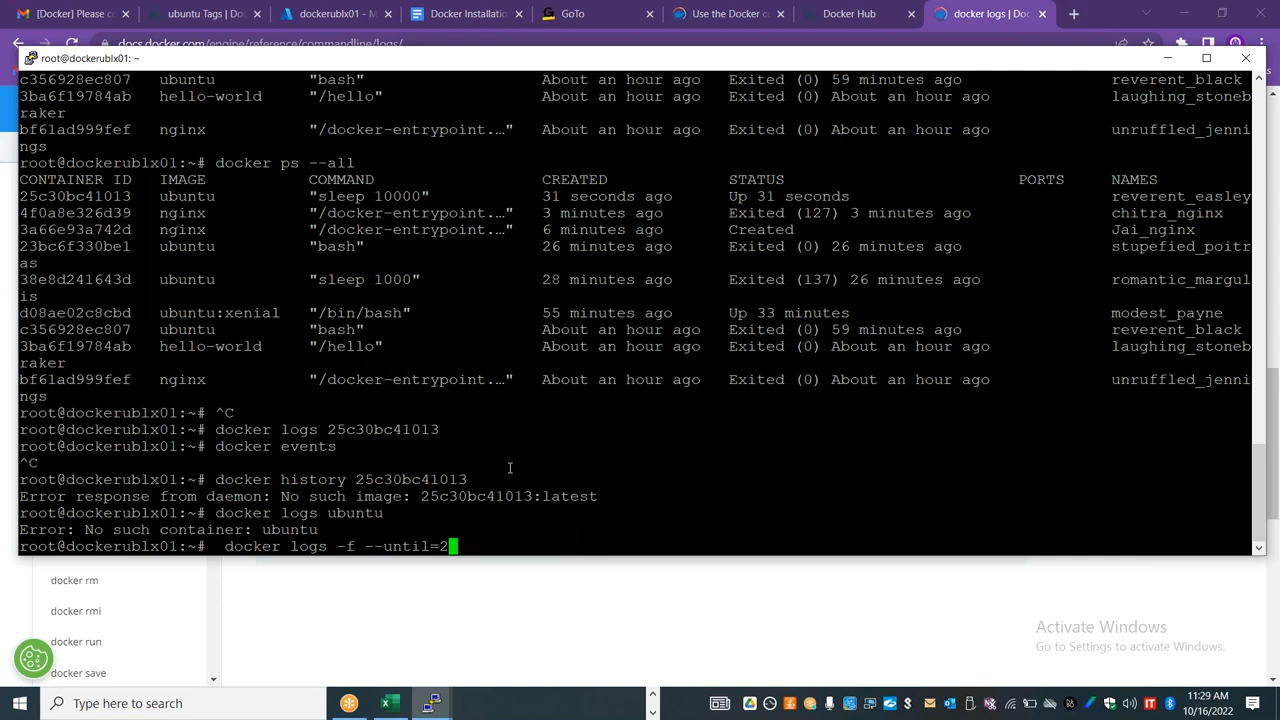 [Dem] Please co
ubuntu Tags | Do
dockerublx01 - M
Docker Installatio
GoTo
Use the Docker co
Docker Hub
docker logs | Doc
docs.docker.com/engine/reference/commandline/logs/
root@dockerublx01: ~
c356928ec807 ubuntu "bash" About an hour ago Exited (0) 59 minutes ago reverent_black
3ba6f19784ab hello-world "/hello" About an hour ago Exited (0) About an hour ago laughing_stoneb
raker
bf61ad999fef nginx "/docker-entrypoint.…" About an hour ago Exited (0) About an hour ago unruffled_jenni
ngs
root@dockerublx01:~# docker ps --all
CONTAINER ID IMAGE COMMAND CREATED STATUS PORTS NAMES
25c30bc41013 ubuntu "sleep 10000" 31 seconds ago Up 31 seconds reverent_easley
4f0a8e326d39 nginx "/docker-entrypoint.…" 3 minutes ago Exited (127) 3 minutes ago chitra_nginx
3a66e93a742d nginx "/docker-entrypoint.…" 6 minutes ago Created Jai_nginx
23bc6f330be1 ubuntu "bash" 26 minutes ago Exited (0) 26 minutes ago stupefied_poitr
as
38e8d241643d ubuntu "sleep 1000" 28 minutes ago Exited (137) 26 minutes ago romantic_margul
is
d08ae02c8cbd ubuntu:xenial "/bin/bash" 55 minutes ago Up 33 minutes modest_payne
c356928ec807 ubuntu "bash" About an hour ago Exited (0) 59 minutes ago reverent_black
3ba6f19784ab hello-world "/hello" About an hour ago Exited (0) About an hour ago laughing_stoneb
raker
bf61ad999fef nginx "/docker-entrypoint.…" About an hour ago Exited (0) About an hour ago unruffled_jenni
ngs
root@dockerublx01:~# ^C
root@dockerublx01:~# docker logs 25c30bc41013
root@dockerublx01:~# docker events
^C
root@dockerublx01:~# docker history 25c30bc41013
Error response from daemon: No such image: 25c30bc41013:latest
root@dockerublx01:~# docker logs ubuntu
Error: No such container: ubuntu
root@dockerublx01:~#  docker logs -f --until=2
docker rm
docker rmi
docker run
docker save
Activate Windows
Go to Settings to activate Windows.
Type here to search
11:29 AM
10/16/2022